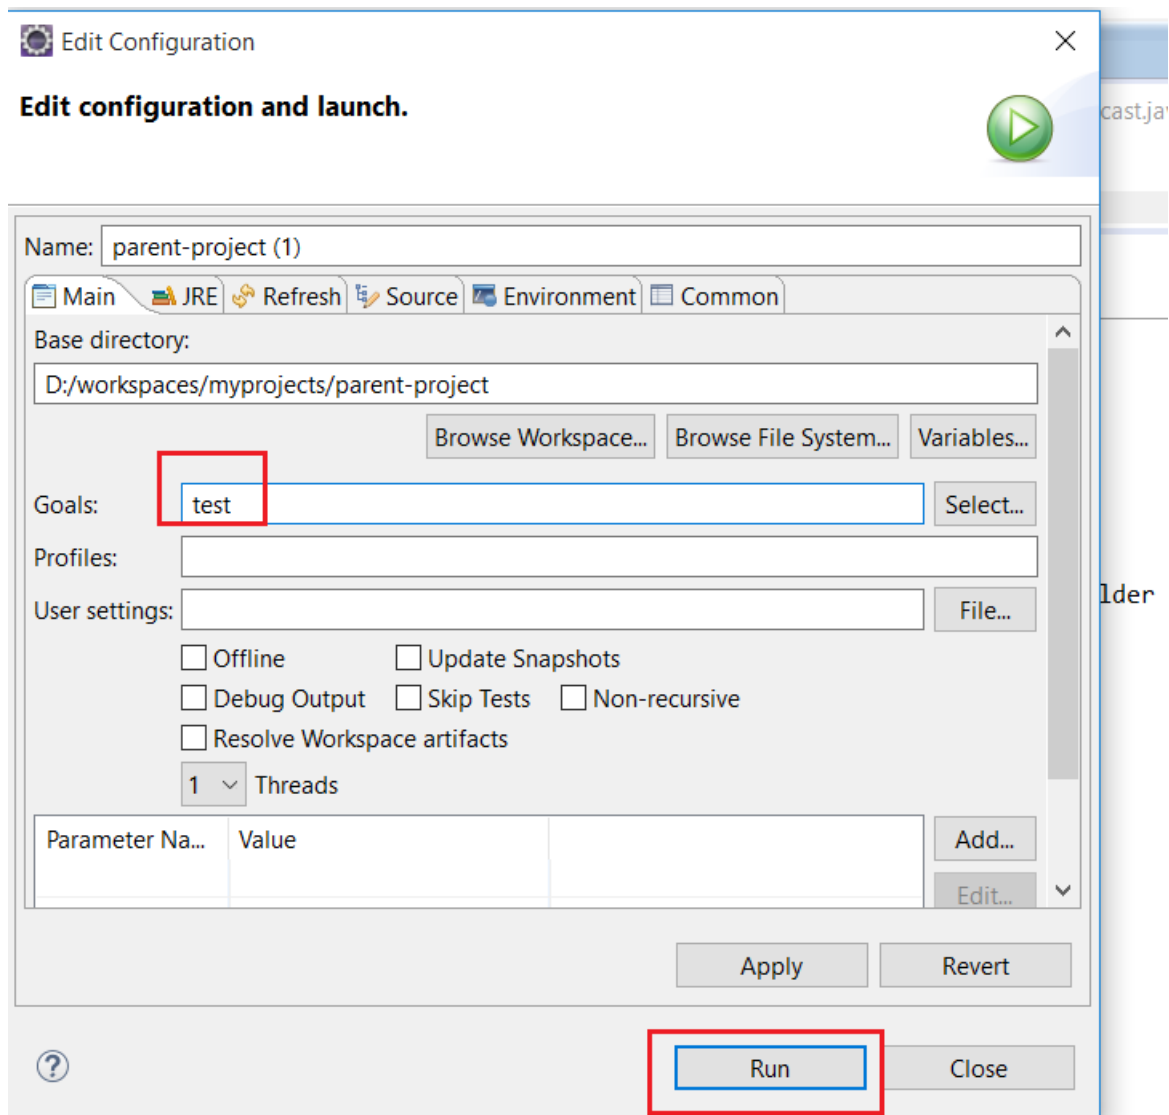 Edit Configuration
Edit configuration and launch.
Name: parent-project (1)
Main JRE Refresh Source Environment Common
Base directory:
D:/workspaces/myprojects/parent-project
Browse Workspace... Browse File System... Variables...
Goals: test Select...
Profiles:
User settings: File...
Offline Update Snapshots
Debug Output Skip Tests Non-recursive
Resolve Workspace artifacts
1 Threads
Parameter Na... Value Add...
Edit...
Apply Revert
? Run Close
cast.jav
lder